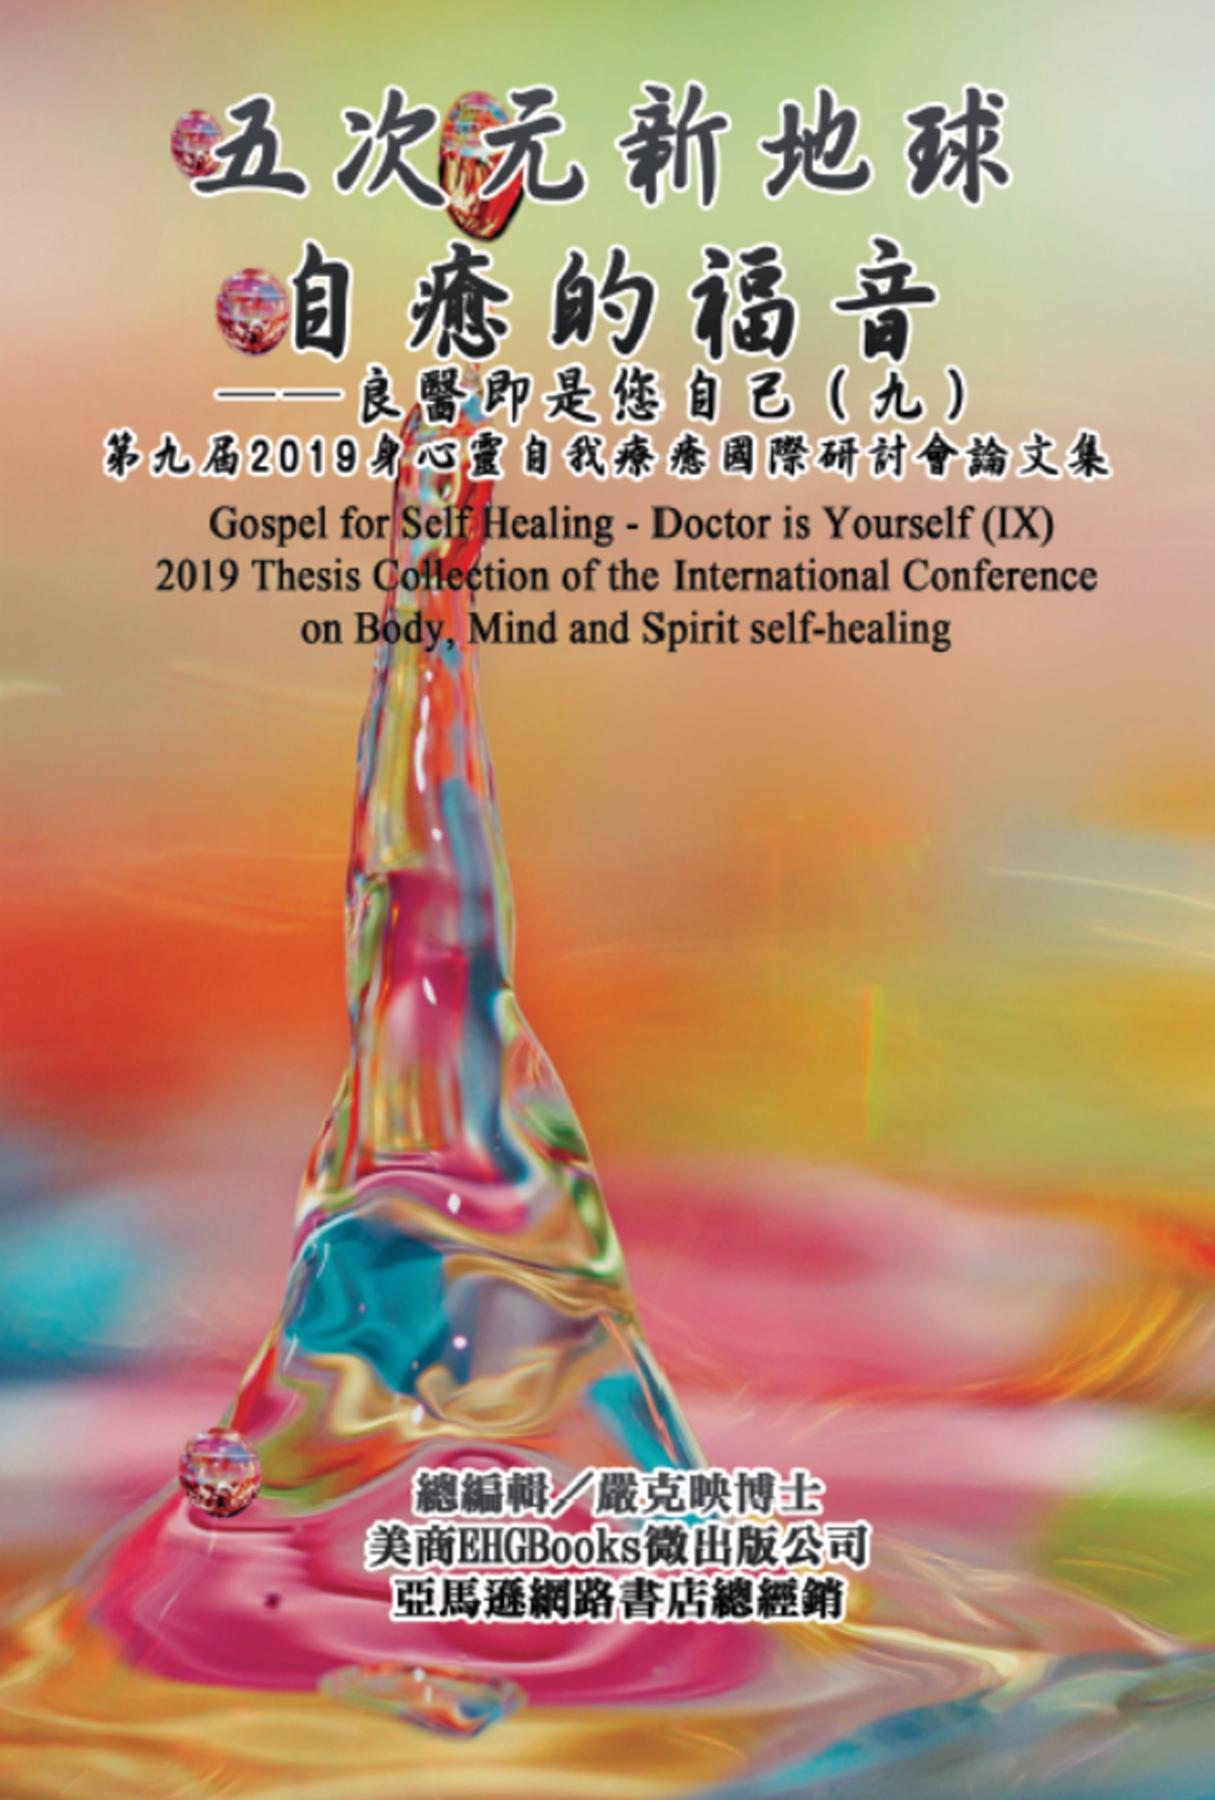 五次元新地球
自癒的福音
——良醫即是您自己(九)
第九屆2019身心靈自我療癒國際研討會論文集
Gospel for Self Healing - Doctor is Yourself (IX)
2019 Thesis Collection of the International Conference
on Body, Mind and Spirit self-healing
總編輯／嚴克映博士
美商EHGBooks微出版公司
亞馬遜網路書店總經銷